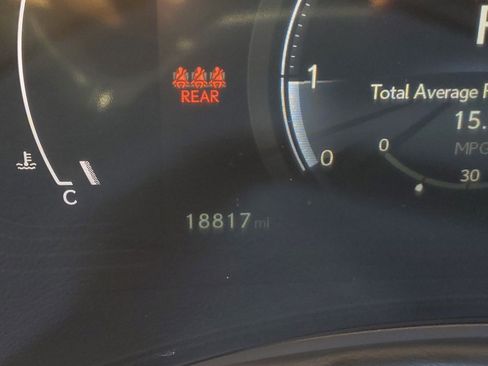 REAR
1
0
C
18817 mi
Total Average
15.
MPG
0
30